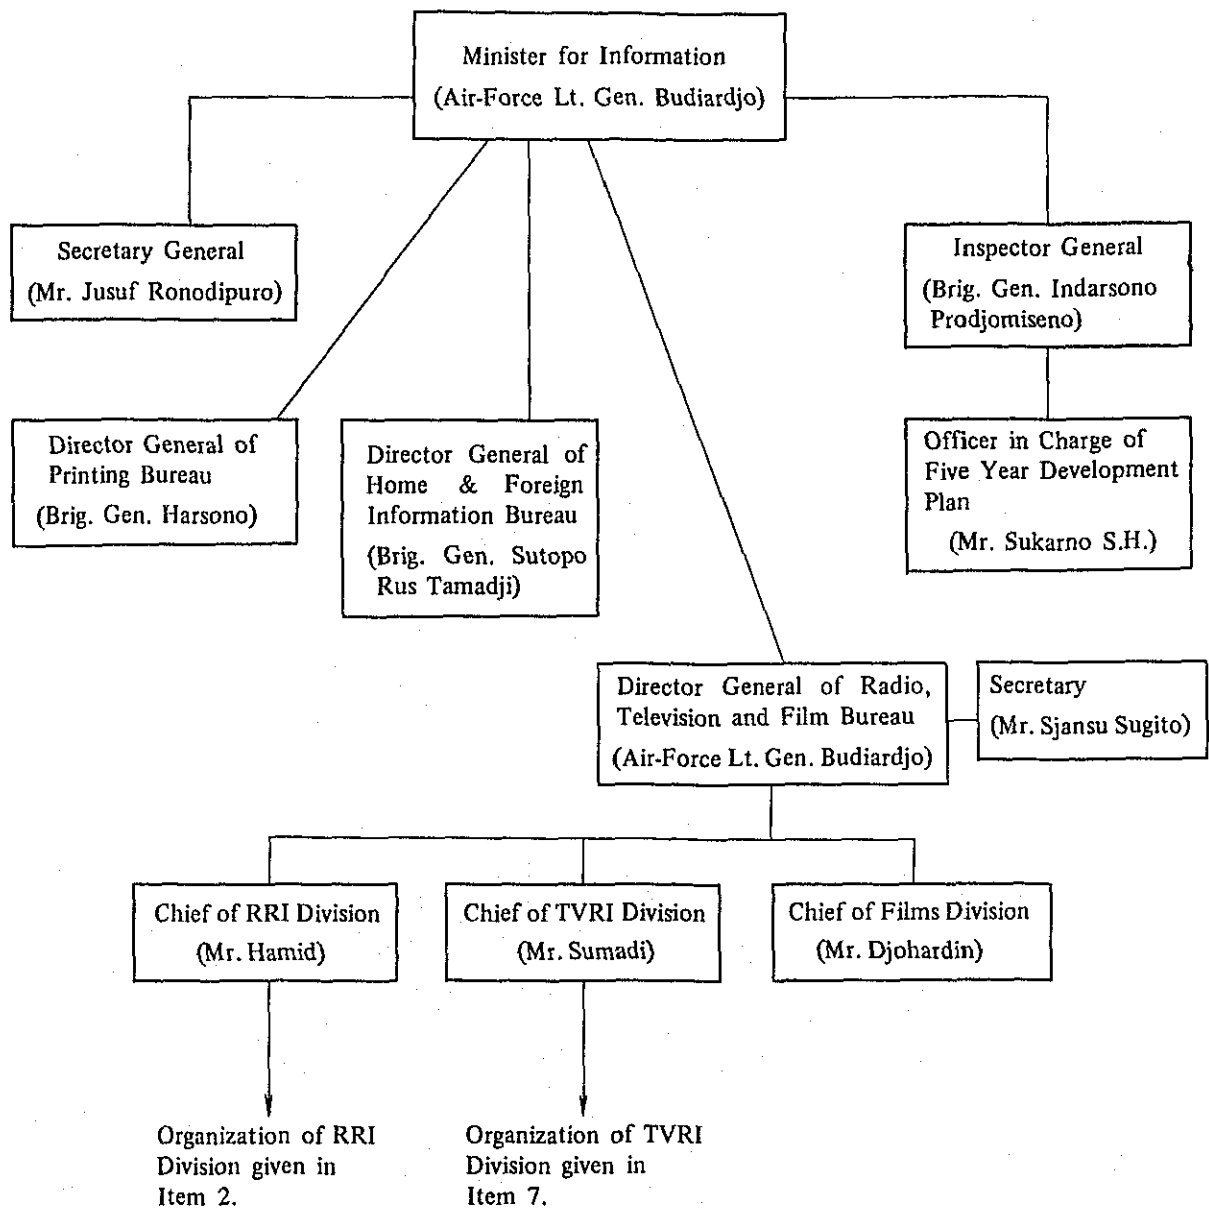 Minister for Information
(Air-Force Lt. Gen. Budiardjo)
Secretary General
(Mr. Jusuf Ronodipuro)
Inspector General
(Brig. Gen. Indarsono
Prodjomiseno)
Director General of
Printing Bureau
(Brig. Gen. Harsono)
Director General of
Home & Foreign
Information Bureau
(Brig. Gen. Sutopo
Rus Tamadji)
Officer in Charge of
Five Year Development
Plan
(Mr. Sukarno S.H.)
Director General of Radio,
Television and Film Bureau
(Air-Force Lt. Gen. Budiardjo)
Secretary
(Mr. Sjansu Sugito)
Chief of RRI Division
(Mr. Hamid)
Chief of TVRI Division
(Mr. Sumadi)
Chief of Films Division
(Mr. Djohardin)
Organization of RRI
Division given in
Item 2.
Organization of TVRI
Division given in
Item 7.